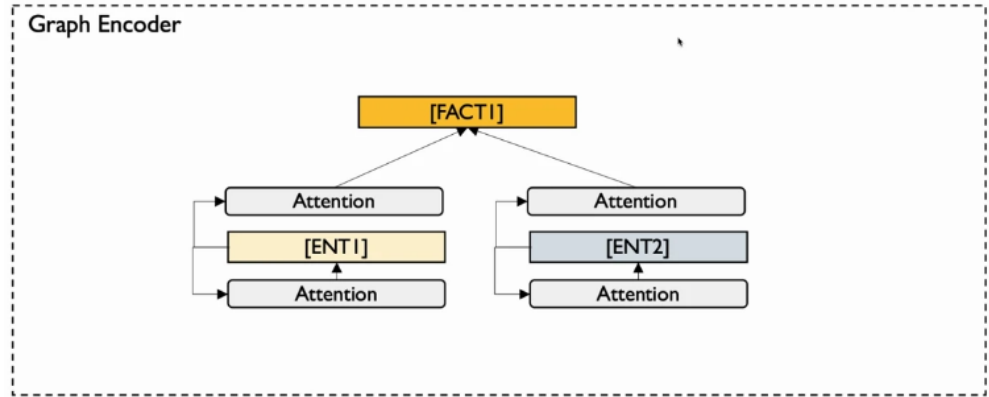 Graph Encoder
[FACT1]
Attention
Attention
[ENT1]
[ENT2]
Attention
Attention